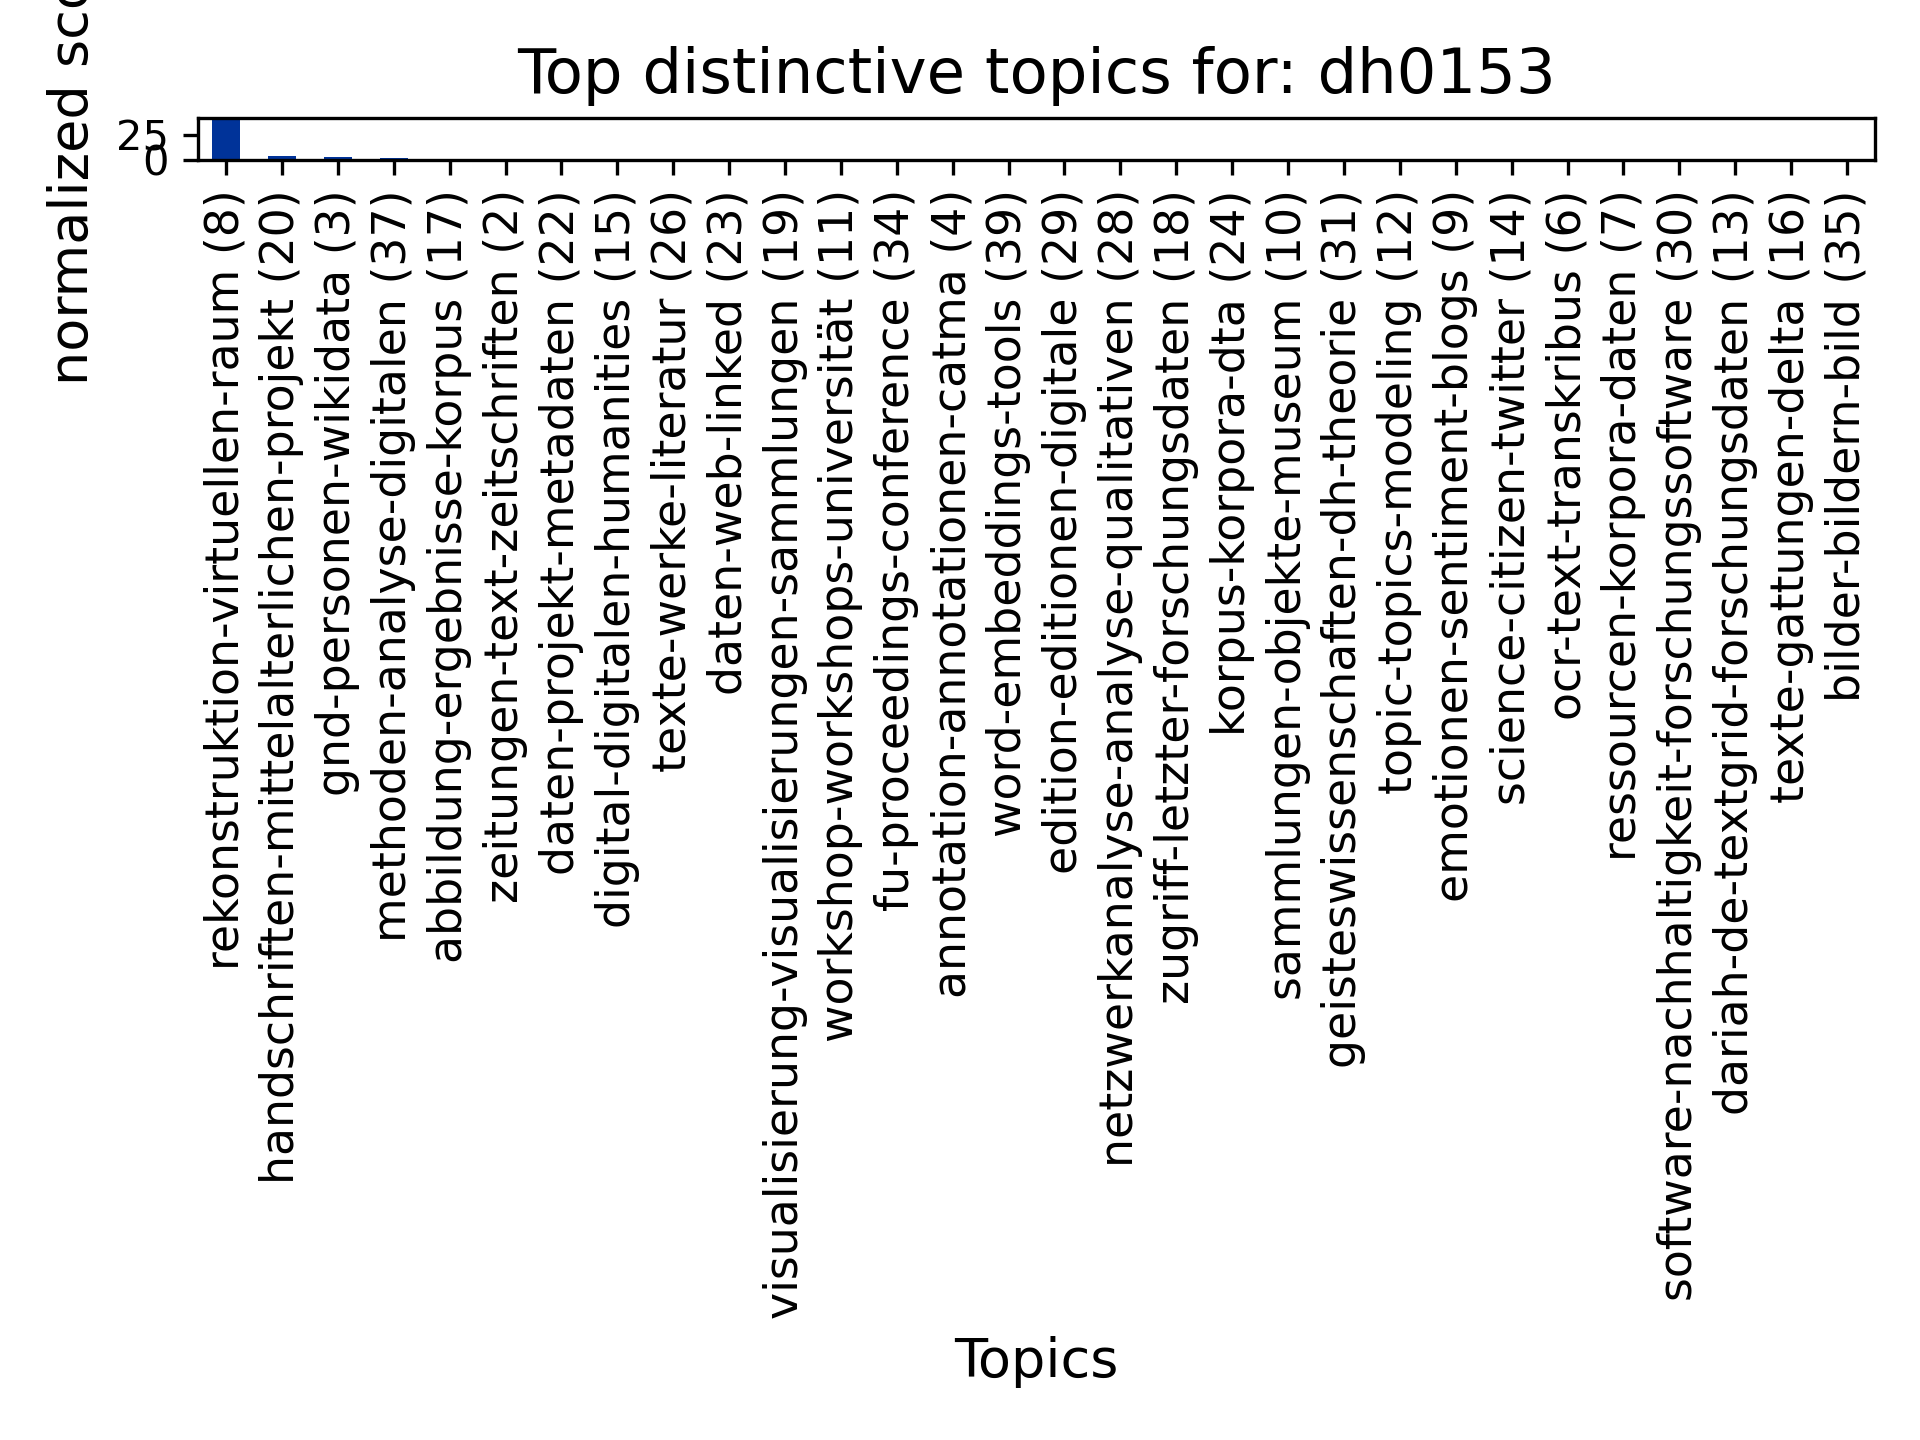 Top distinctive topics for: dh0153
normalized sco
25
0
rekonstruktion-virtuellen-raum (8)
handschriften-mittelalterlichen-projekt (20)
gnd-personen-wikidata (3)
methoden-analyse-digitalen (37)
abbildung-ergebnisse-korpus (17)
zeitungen-text-zeitschriften (2)
daten-projekt-metadaten (22)
digital-digitalen-humanities (15)
texte-werke-literatur (26)
daten-web-linked (23)
visualisierung-visualisierungen-sammlungen (19)
workshop-workshops-universität (11)
fu-proceedings-conference (34)
annotation-annotationen-catma (4)
word-embeddings-tools (39)
edition-editionen-digitale (29)
netzwerkanalyse-analyse-qualitativen (28)
zugriff-letzter-forschungsdaten (18)
korpus-korpora-dta (24)
sammlungen-objekte-museum (10)
geisteswissenschaften-dh-theorie (31)
topic-topics-modeling (12)
emotionen-sentiment-blogs (9)
science-citizen-twitter (14)
ocr-text-transkribus (6)
ressourcen-korpora-daten (7)
software-nachhaltigkeit-forschungssoftware (30)
dariah-de-textgrid-forschungsdaten (13)
texte-gattungen-delta (16)
bilder-bildern-bild (35)
Topics